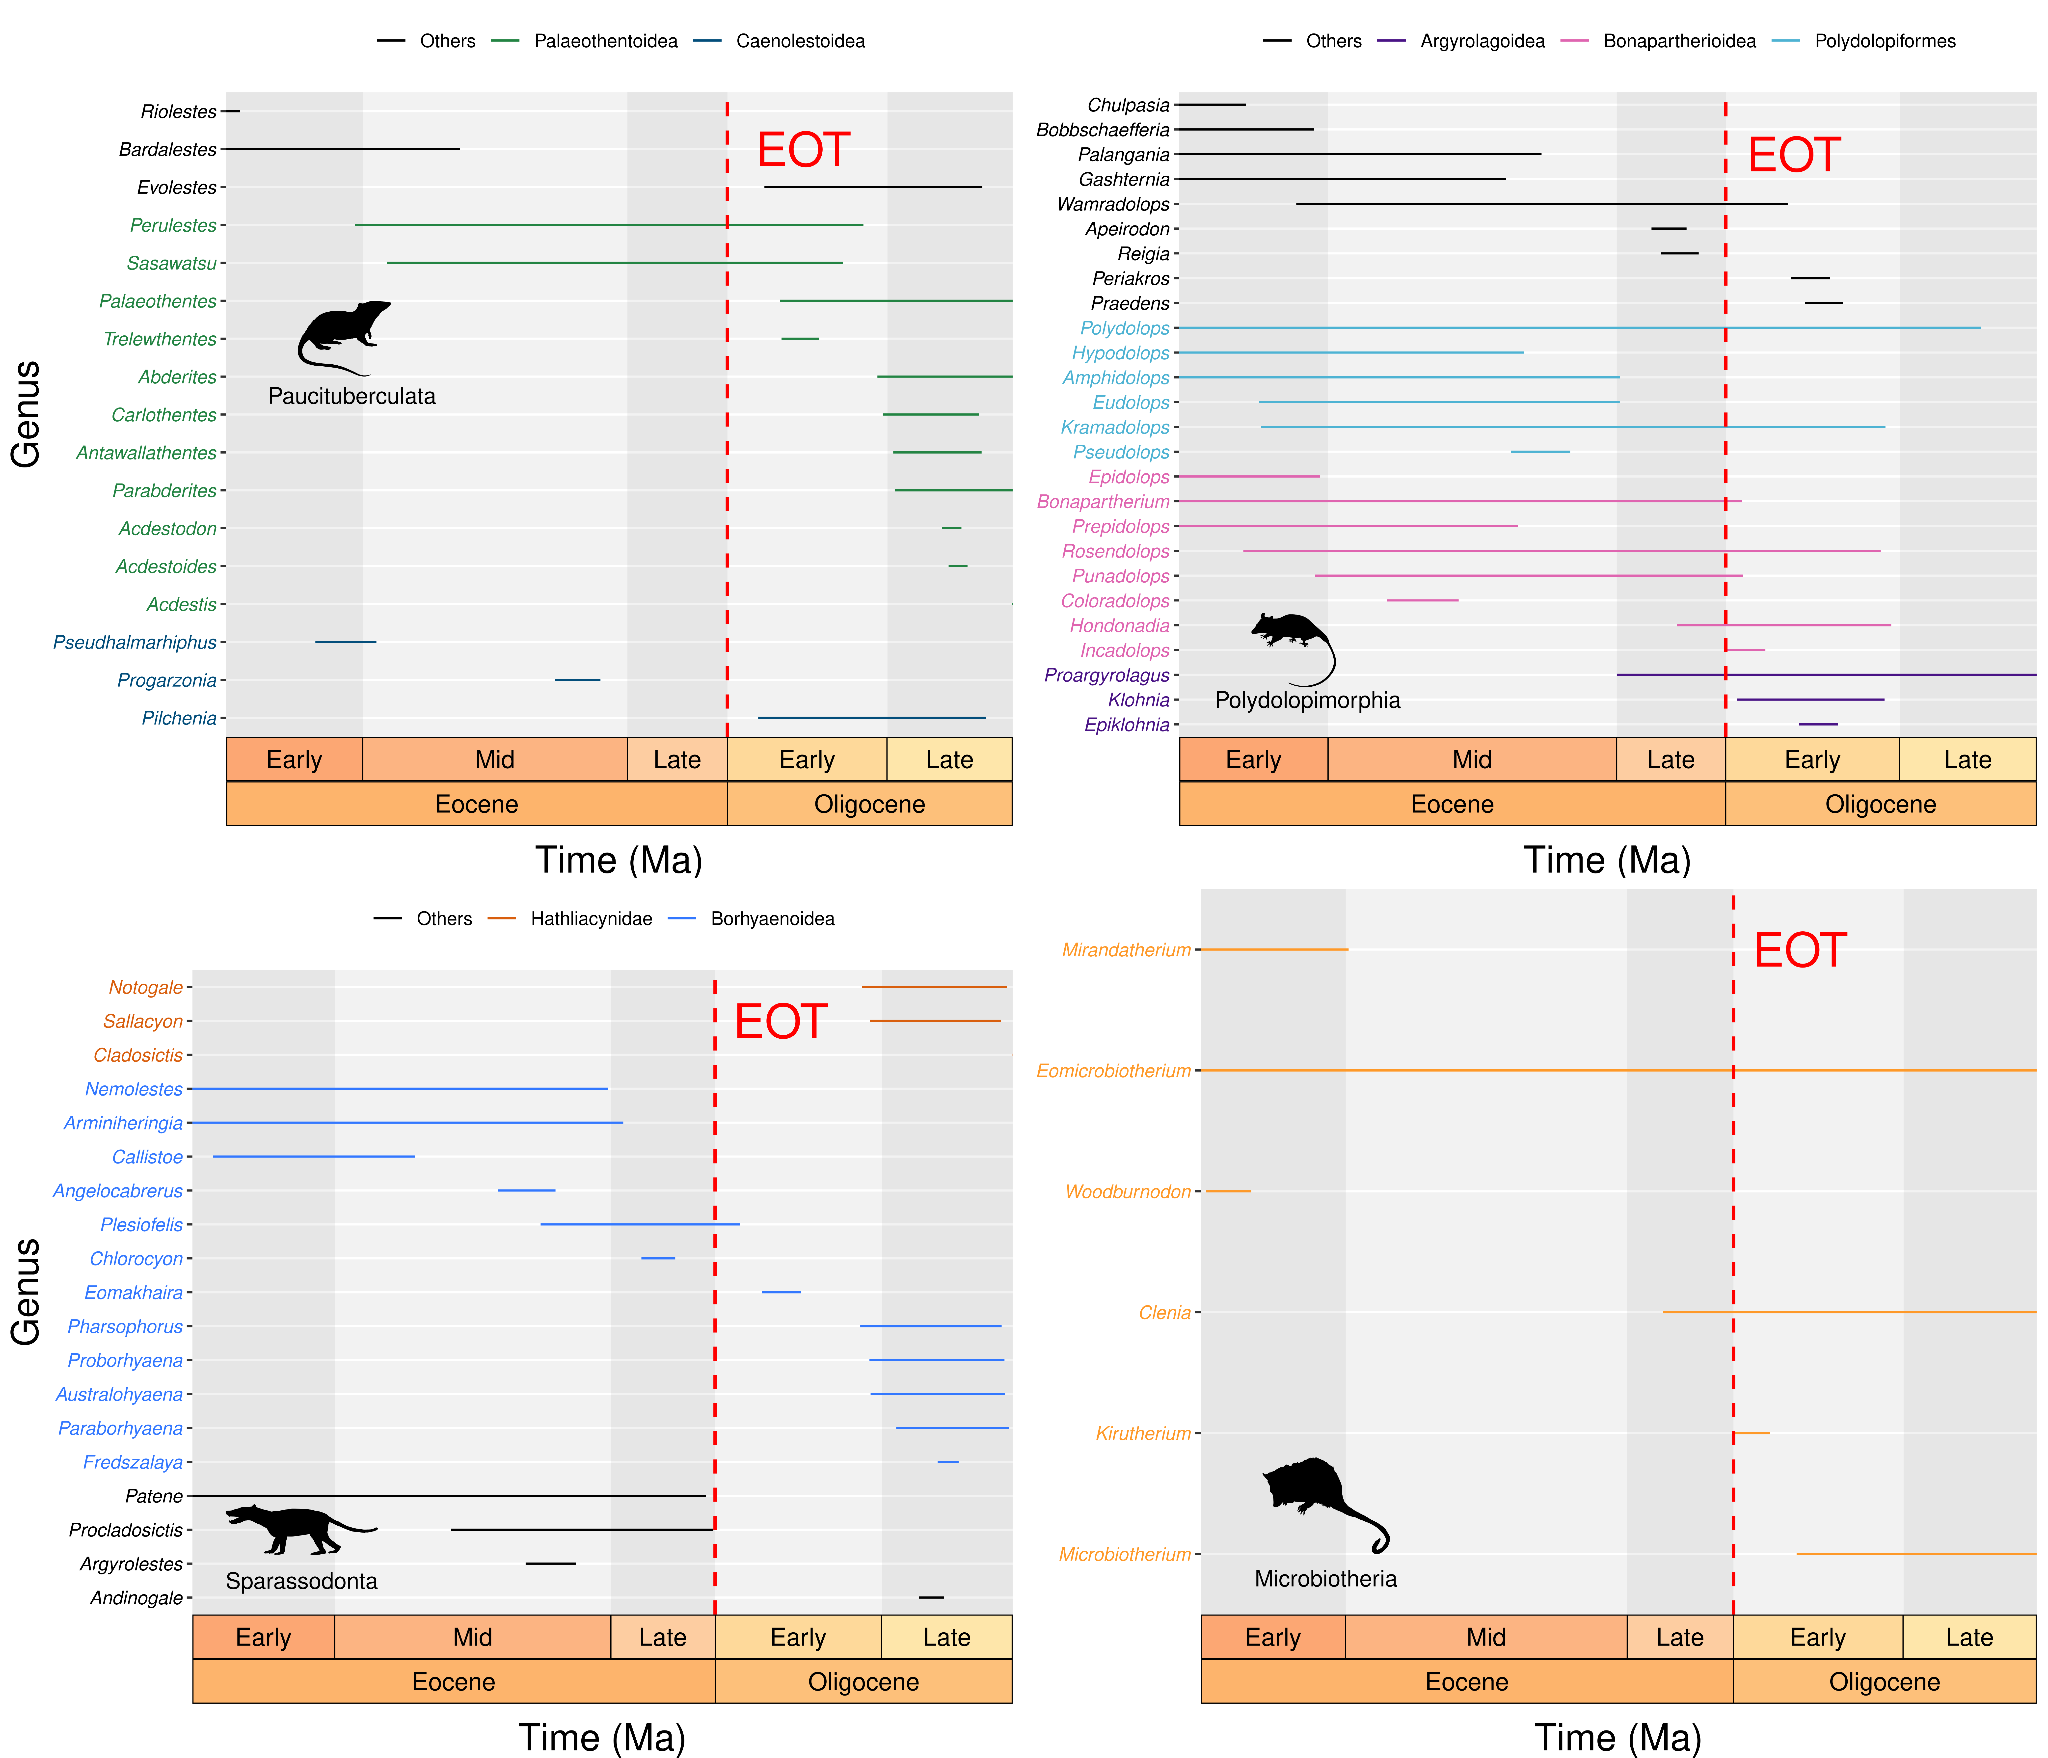 Others Palaeothentoidea Caenolestoidea
Riolestes
Bardalestes
Evolestes
Perulestes
Sasawatsu
Palaeothentes
Trelewthentes
Abderites
Carlothentes
Antawallathentes
Parabderites
Acdestodon
Acdestoides
Acdestis
Pseudhalmarhiphus
Progarzonia
Pilchenia
Genus
EOT
Paucituberculata
Early Mid Late Early Late
Eocene Oligocene
Time (Ma)
Others Argyrolagoidea Bonapartherioidea Polydolopiformes
Chulpasia
Bobbschaefferia
Palangania
Gashternia
Wamradolops
Apeirodon
Reigia
Periakros
Praedens
Polydolops
Hypodolops
Amphidolops
Eudolops
Kramadolops
Pseudolops
Epidolops
Bonapartherium
Prepidolops
Rosendolops
Punadolops
Coloradolops
Hondonadia
Incadolops
Proargyrolagus
Klohnia
Epiklohnia
EOT
Polydolopimorphia
Early Mid Late Early Late
Eocene Oligocene
Time (Ma)
Others Hathliacynidae Borhyaenoidea
Notogale
Sallacyon
Cladosictis
Nemolestes
Arminiheringia
Callistoe
Angelocabrerus
Plesiofelis
Chlorocyon
Eomakhaira
Pharsophorus
Proborhyaena
Australohyaena
Paraborhyaena
Fredszalaya
Patene
Procladosictis
Argyrolestes
Andinogale
Genus
EOT
Sparassodonta
Early Mid Late Early Late
Eocene Oligocene
Time (Ma)
Mirandatherium
Eomicrobiotherium
Woodburnodon
Clenia
Kirutherium
Microbiotherium
EOT
Microbiotheria
Early Mid Late Early Late
Eocene Oligocene
Time (Ma)